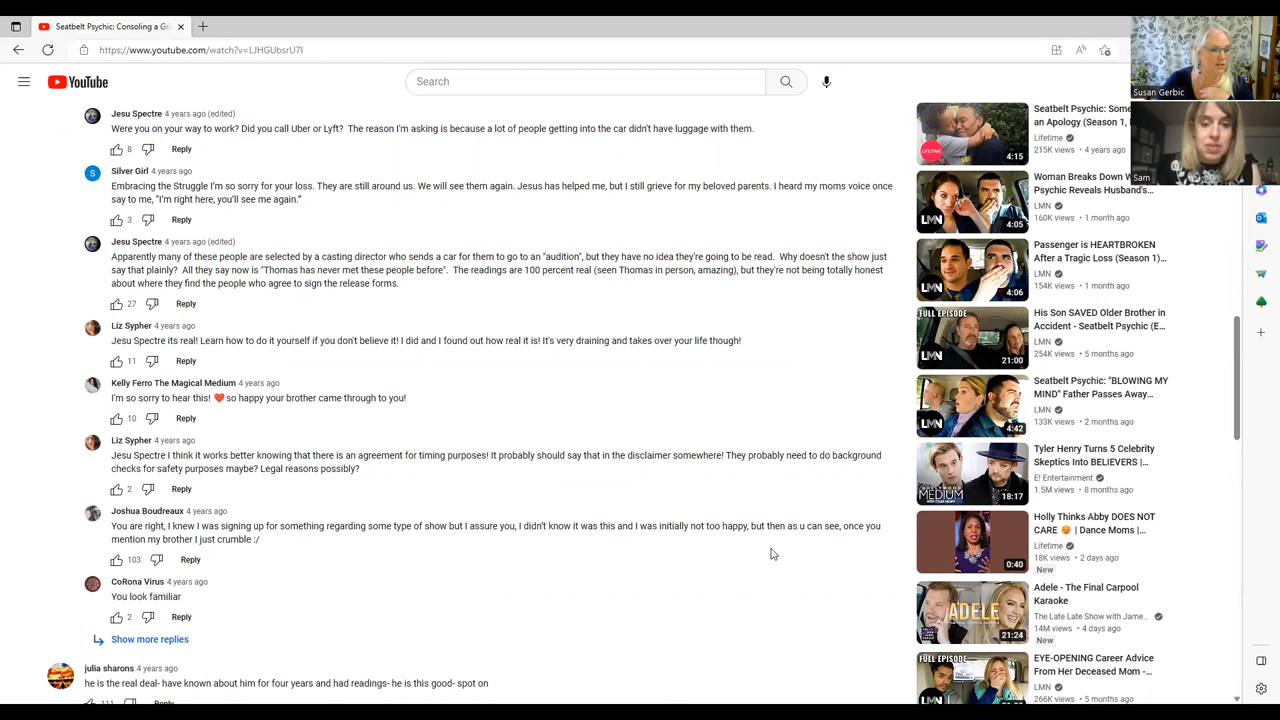 Seatbelt Psychic: Consoling a Gri
https://www.youtube.com/watch?v=LJHGUbsrU7I
YouTube
Search
Jesu Spectre 4 years ago (edited)
Were you on your way to work? Did you call Uber or Lyft? The reason I'm asking is because a lot of people getting into the car didn't have luggage with them.
8 Reply
S
Silver Girl 4 years ago
Embracing the Struggle I'm so sorry for your loss. They are still around us. We will see them again. Jesus has helped me, but I still grieve for my beloved parents. I heard my moms voice once
say to me, "I'm right here, you'll see me again."
3 Reply
Jesu Spectre 4 years ago (edited)
Apparently many of these people are selected by a casting director who sends a car for them to go to an "audition", but they have no idea they're going to be read. Why doesn't the show just
say that plainly? All they say now is "Thomas has never met these people before". The readings are 100 percent real (seen Thomas in person, amazing), but they're not being totally honest
about where they find the people who agree to sign the release forms.
27 Reply
Liz Sypher 4 years ago
Jesu Spectre its real! Learn how to do it yourself if you don't believe it! I did and I found out how real it is! It's very draining and takes over your life though!
11 Reply
Kelly Ferro The Magical Medium 4 years ago
I'm so sorry to hear this! ❤️ so happy your brother came through to you!
10 Reply
Liz Sypher 4 years ago
Jesu Spectre I think it works better knowing that there is an agreement for timing purposes! It probably should say that in the disclaimer somewhere! They probably need to do background
checks for safety purposes maybe? Legal reasons possibly?
2 Reply
Joshua Boudreaux 4 years ago
You are right, I knew I was signing up for something regarding some type of show but I assure you, I didn't know it was this and I was initially not too happy, but then as u can see, once you
mention my brother I just crumble :/
103 Reply
CoRona Virus 4 years ago
You look familiar
2 Reply
Show more replies
julia sharons 4 years ago
he is the real deal- have known about him for four years and had readings- he is this good- spot on
111 Reply
Seatbelt Psychic: Som
an Apology (Season 1,
Lifetime
215K views • 4 years
LIFETIME
4:15
Woman Breaks Down W
Psychic Reveals Husband's...
LMN
160K views • 1 month ago
LMN
4:05
Passenger is HEARTBROKEN
After a Tragic Loss (Season 1)...
LMN
154K views • 1 month ago
LMN
4:06
His Son SAVED Older Brother in
Accident - Seatbelt Psychic (E...
LMN
254K views • 5 months ago
FULL EPISODE
LMN
21:00
Seatbelt Psychic: "BLOWING MY
MIND" Father Passes Away...
LMN
133K views • 2 months ago
LMN
4:42
Tyler Henry Turns 5 Celebrity
Skeptics Into BELIEVERS |...
E! Entertainment
1.5M views • 8 months ago
HOLLYWOOD
MEDIUM
18:17
Holly Thinks Abby DOES NOT
CARE 😡 | Dance Moms |...
Lifetime
18K views • 2 days ago
New
0:40
Adele - The Final Carpool
Karaoke
The Late Late Show with Jame...
14M views • 4 days ago
New
ADELE
21:24
EYE-OPENING Career Advice
From Her Deceased Mom -...
LMN
266K views • 5 months ago
FULL EPISODE
Susan Gerbic
Sam